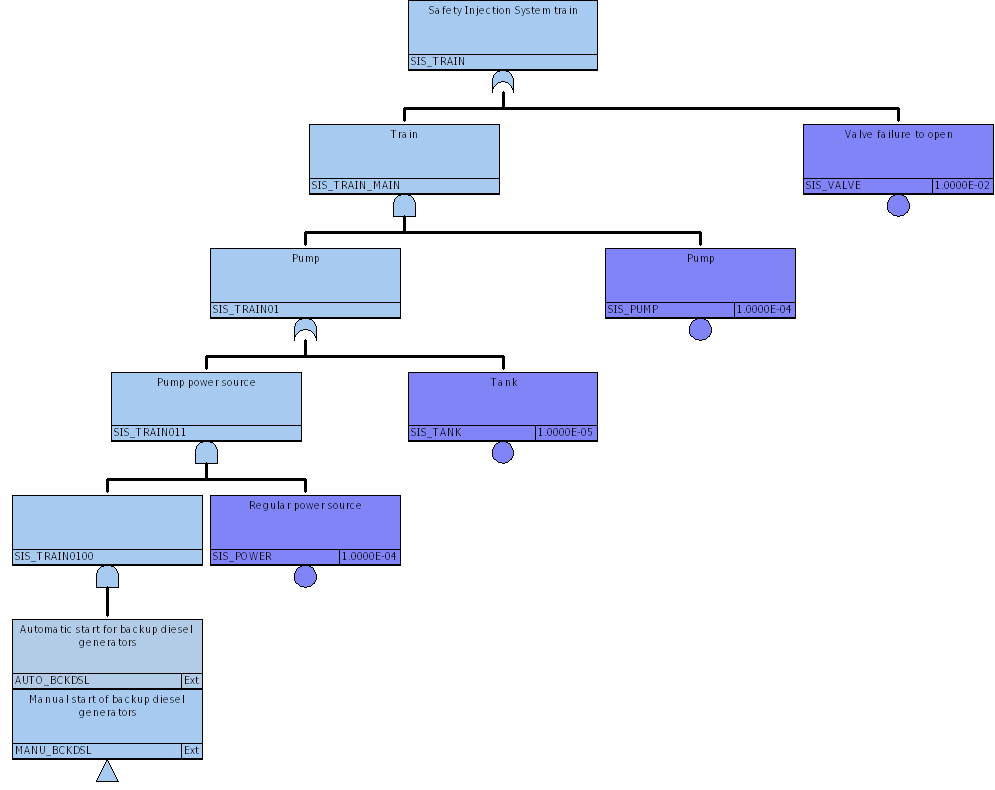 Safety Injection System train
SIS_TRAIN
Train
SIS_TRAIN_MAIN
Valve failure to open
SIS_VALVE 1.0000E-02
Pump
SIS_TRAIN01
Pump
SIS_PUMP 1.0000E-04
Pump power source
SIS_TRAIN011
Tank
SIS_TANK 1.0000E-05
SIS_TRAIN0100
Regular power source
SIS_POWER 1.0000E-04
Automatic start for backup diesel
generators
AUTO_BCKDSL Ext
Manual start of backup diesel
generators
MANU_BCKDSL Ext